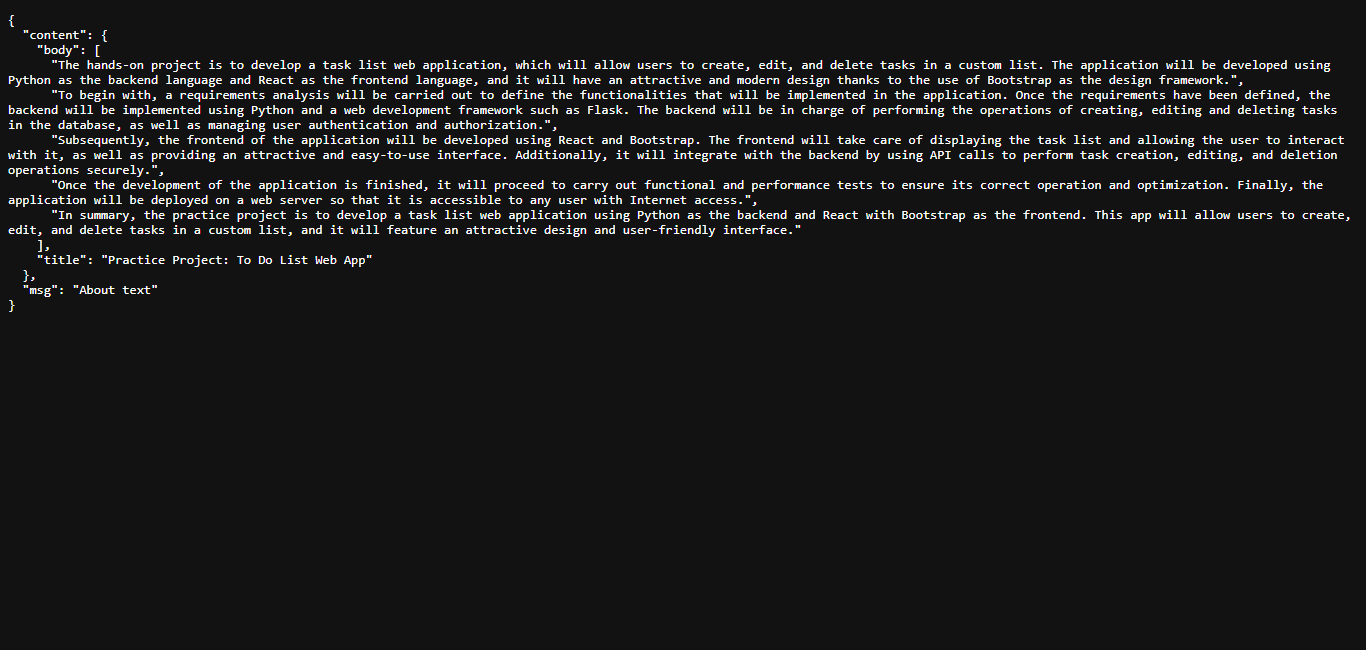 {
  "content": {
    "body": [
      "The hands-on project is to develop a task list web application, which will allow users to create, edit, and delete tasks in a custom list. The application will be developed using
Python as the backend language and React as the frontend language, and it will have an attractive and modern design thanks to the use of Bootstrap as the design framework.",
      "To begin with, a requirements analysis will be carried out to define the functionalities that will be implemented in the application. Once the requirements have been defined, the
backend will be implemented using Python and a web development framework such as Flask. The backend will be in charge of performing the operations of creating, editing and deleting tasks
in the database, as well as managing user authentication and authorization.",
      "Subsequently, the frontend of the application will be developed using React and Bootstrap. The frontend will take care of displaying the task list and allowing the user to interact
with it, as well as providing an attractive and easy-to-use interface. Additionally, it will integrate with the backend by using API calls to perform task creation, editing, and deletion
operations securely.",
      "Once the development of the application is finished, it will proceed to carry out functional and performance tests to ensure its correct operation and optimization. Finally, the
application will be deployed on a web server so that it is accessible to any user with Internet access.",
      "In summary, the practice project is to develop a task list web application using Python as the backend and React with Bootstrap as the frontend. This app will allow users to create,
edit, and delete tasks in a custom list, and it will feature an attractive design and user-friendly interface."
    ],
    "title": "Practice Project: To Do List Web App"
  },
  "msg": "About text"
}